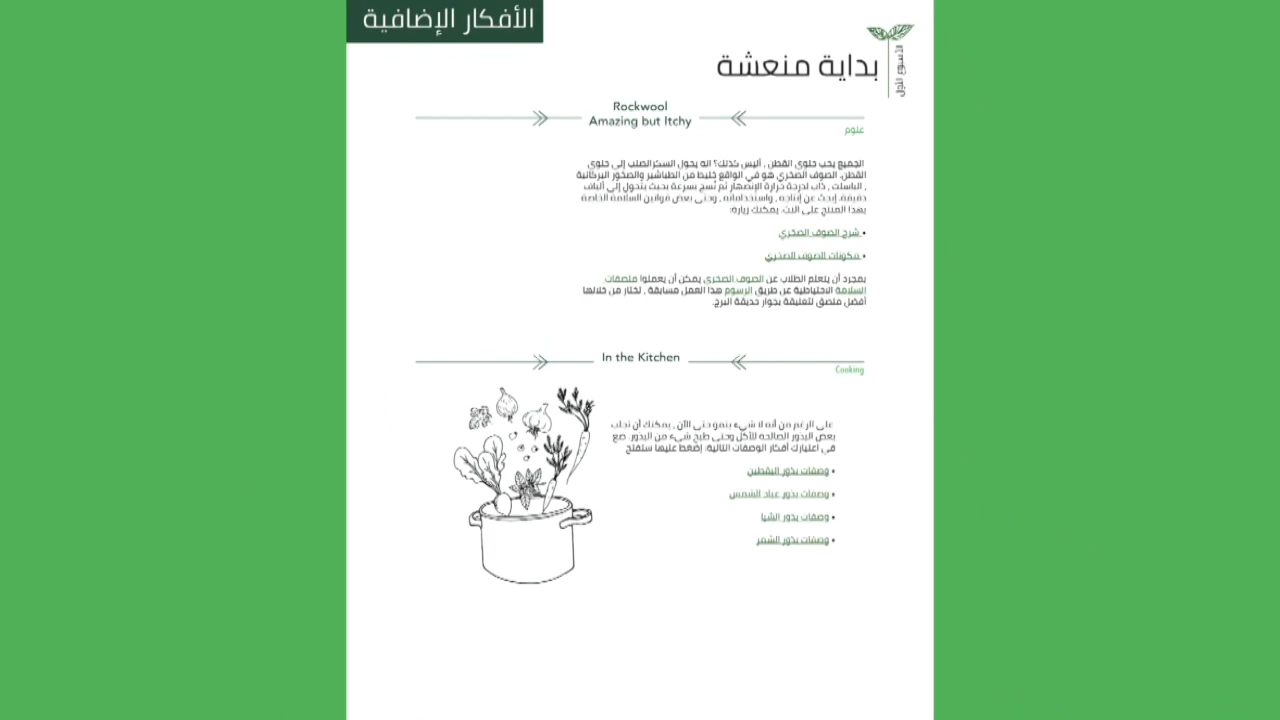 الأفكار الإضافية
بداية منعشة
الأسبوع الأول
Rockwool
Amazing but Itchy
علوم
الجميع يحب حلوى القطن , أليس كذلك؟ انه يحول السكر الصلب إلى حلوى
القطن. الصوف الصخري هو في الواقع خليط من الطباشير والصخور البركانية
, الباسلت , ذاب لدرجة حرارة الإنصهار ثم نُسج بسرعة بحيث يتحول إلى ألياف
دقيقة. إبحث عن إنتاجه , واستخداماته , وحتى بعض قوانين السلامة الخاصة
بهذا المنتج على النت. يمكنك زيارة:
• شرح الصوف الصخري
• مكونات الصوف الصخري
بمجرد أن يتعلم الطلاب عن الصوف الصخري يمكن أن يعملوا ملصقات
السلامة الاحتياطية عن طريق الرسوم هذا العمل مسابقة , لختار من خلالها
أفضل ملصق لتعليقة بجوار حديقة البرج.
In the Kitchen
Cooking
على الرغم من أنه لا شيء ينمو حتى الآن , يمكنك أن تجلب
بعض البذور الصالحة للأكل وحتى طبخ شيء من البذور. ضع
في اعتبارك أفكار الوصفات التالية: إضغط عليها ستفتح
• وصفات بذور اليقطين
• وصفات بذور عباد الشمس
• وصفات بذور الشيا
• وصفات بذور الشمر